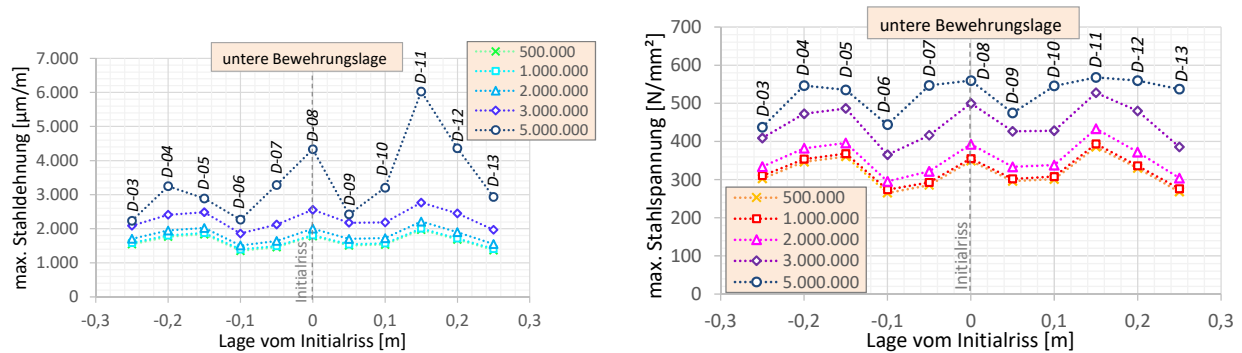 untere Bewehrungslage
max. Stahldehnung [µm/m]
7.000
6.000
5.000
4.000
3.000
2.000
1.000
0
500.000
1.000.000
2.000.000
3.000.000
5.000.000
D-03
D-04
D-05
D-06
D-07
D-08
D-09
D-10
D-11
D-12
D-13
Initialriss
-0,3
-0,2
-0,1
0
0,1
0,2
0,3
Lage vom Initialriss [m]
untere Bewehrungslage
max. Stahlspannung [N/mm²]
700
600
500
400
300
200
100
0
D-03
D-04
D-05
D-06
D-07
D-08
D-09
D-10
D-11
D-12
D-13
500.000
1.000.000
2.000.000
3.000.000
5.000.000
Initialriss
-0,3
-0,2
-0,1
0
0,1
0,2
0,3
Lage vom Initialriss [m]